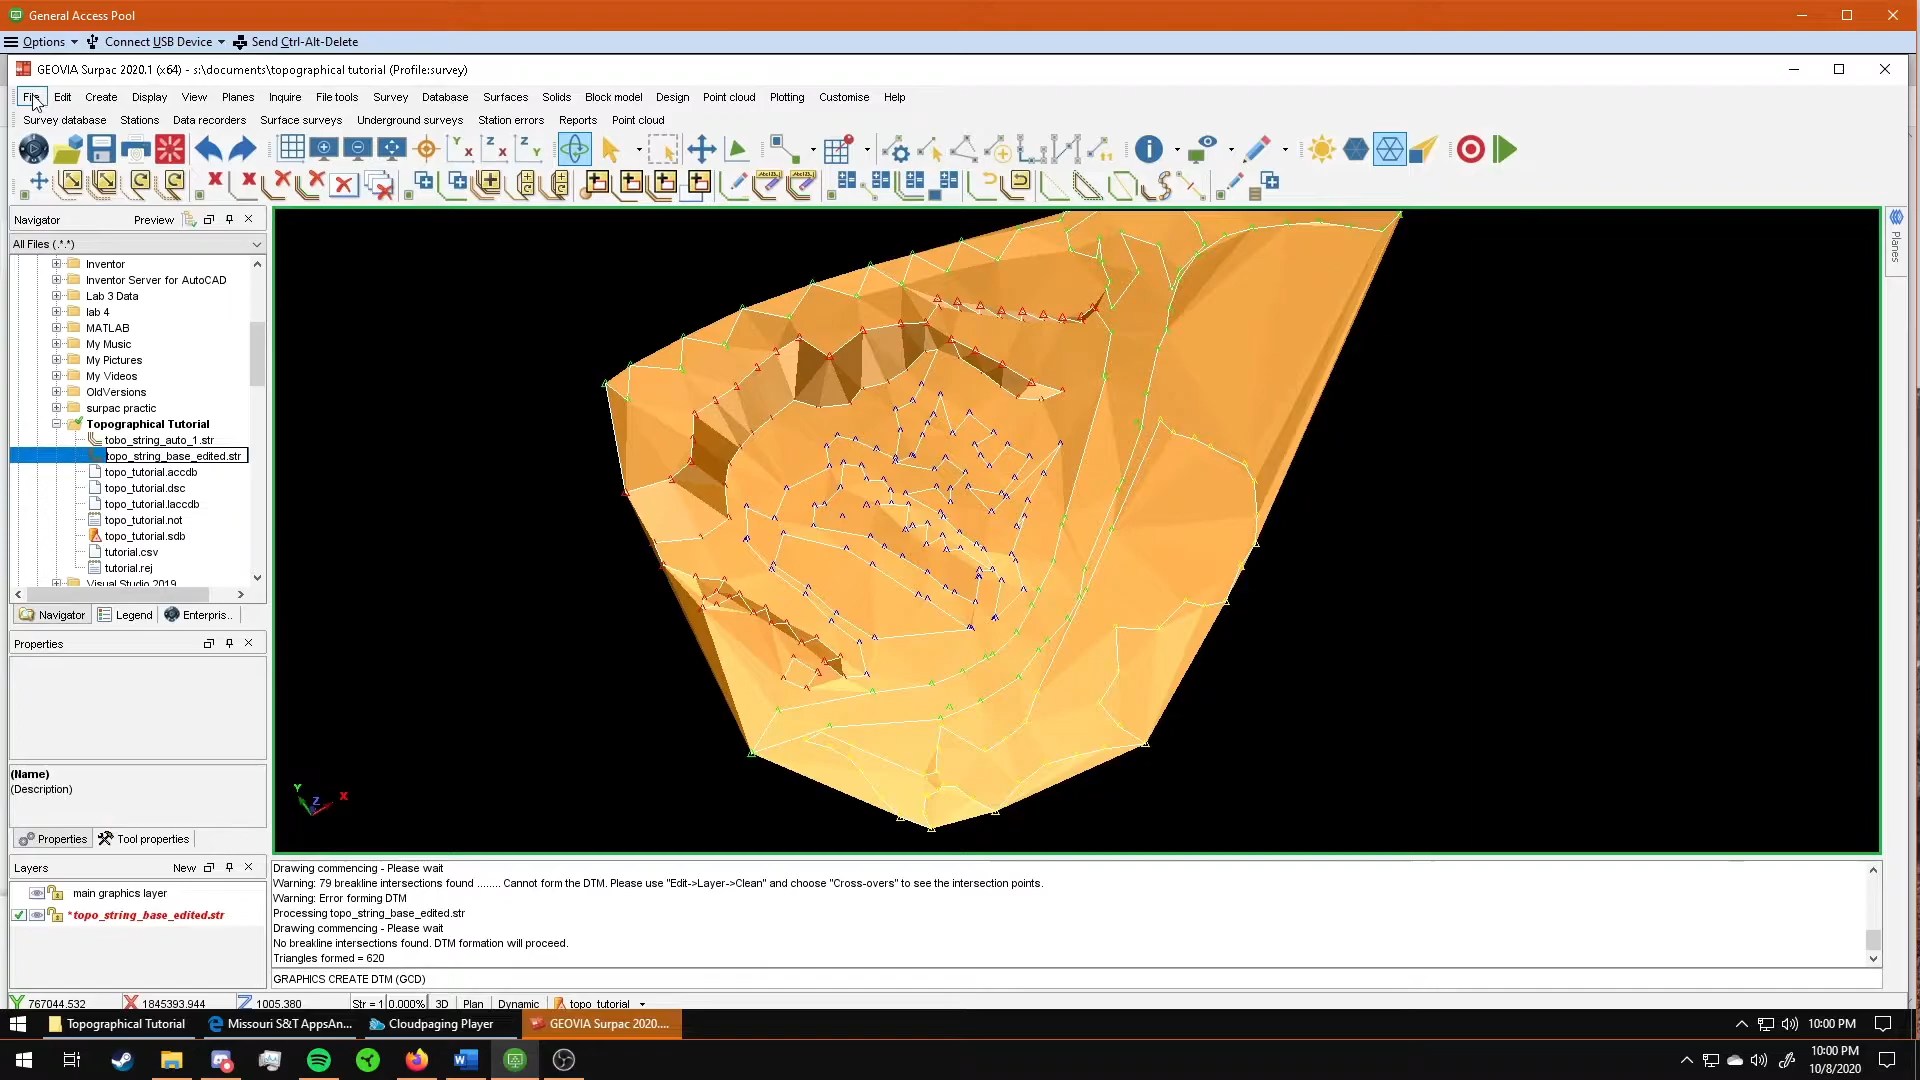 General Access Pool
Options Connect USB Device Send Ctrl-Alt-Delete
GEOVIA Surpac 2020.1 (x64) - s:\documents\topographical tutorial (Profile:survey)
File Edit Create Display View Planes Inquire File tools Survey Database Surfaces Solids Block model Design Point cloud Plotting Customise Help
Survey database Stations Data recorders Surface surveys Underground surveys Station errors Reports Point cloud
Navigator Preview
All Files (.*.*)
Inventor
Inventor Server for AutoCAD
Lab 3 Data
lab 4
MATLAB
My Music
My Pictures
My Videos
OldVersions
surpac practic
Topographical Tutorial
tobo_string_auto_1.str
topo_string_base_edited.str
topo_tutorial.accdb
topo_tutorial.dsc
topo_tutorial.laccdb
topo_tutorial.not
topo_tutorial.sdb
tutorial.csv
tutorial.rej
Visual Studio 2019
Navigator Legend Enterpris..
Properties
(Name)
(Description)
Properties Tool properties
Layers New
main graphics layer
*topo_string_base_edited.str
Planes
Y Z X
Drawing commencing - Please wait
Warning: 79 breakline intersections found ........ Cannot form the DTM. Please use "Edit->Layer->Clean" and choose "Cross-overs" to see the intersection points.
Warning: Error forming DTM
Processing topo_string_base_edited.str
Drawing commencing - Please wait
No breakline intersections found. DTM formation will proceed.
Triangles formed = 620
GRAPHICS CREATE DTM (GCD)
Y 767044.532 X 1845393.944 Z 1005.380 Str = 1 0.000% 3D Plan Dynamic topo_tutorial
Topographical Tutorial Missouri S&T AppsAn... Cloudpaging Player GEOVIA Surpac 2020.... 10:00 PM
10:00 PM
10/8/2020